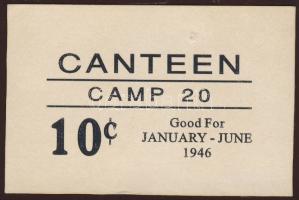 CANTEEN
CAMP 20
10¢
Good For
JANUARY - JUNE
1946